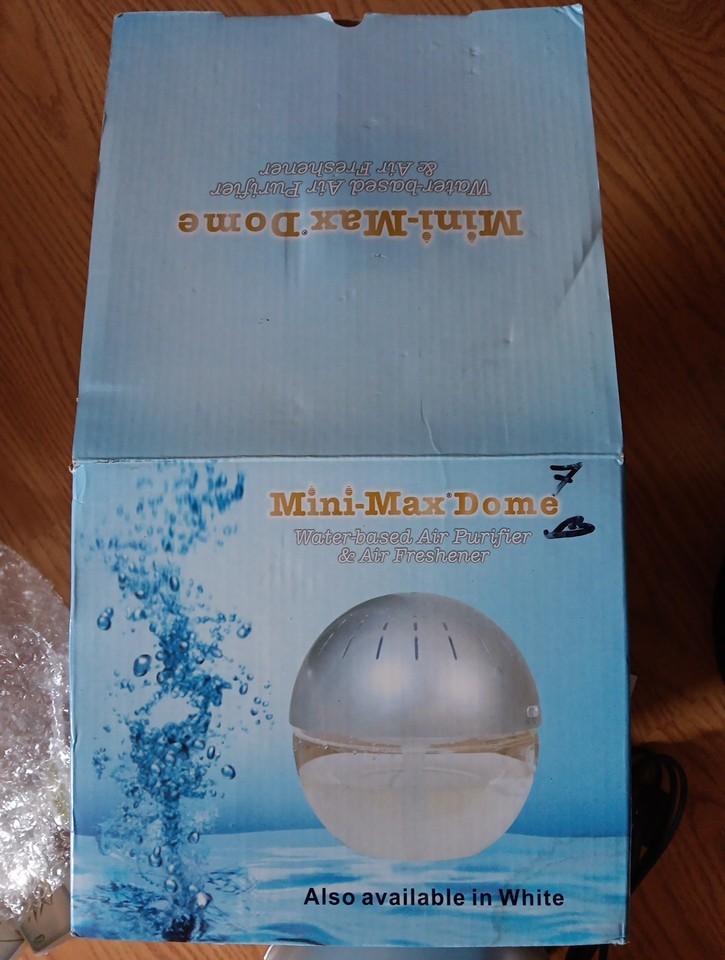 Mini-Max® Dome
Water-based Air Purifier
& Air Freshener
Mini-Max® Dome
Water-based Air Purifier
& Air Freshener
7
B
Also available in White